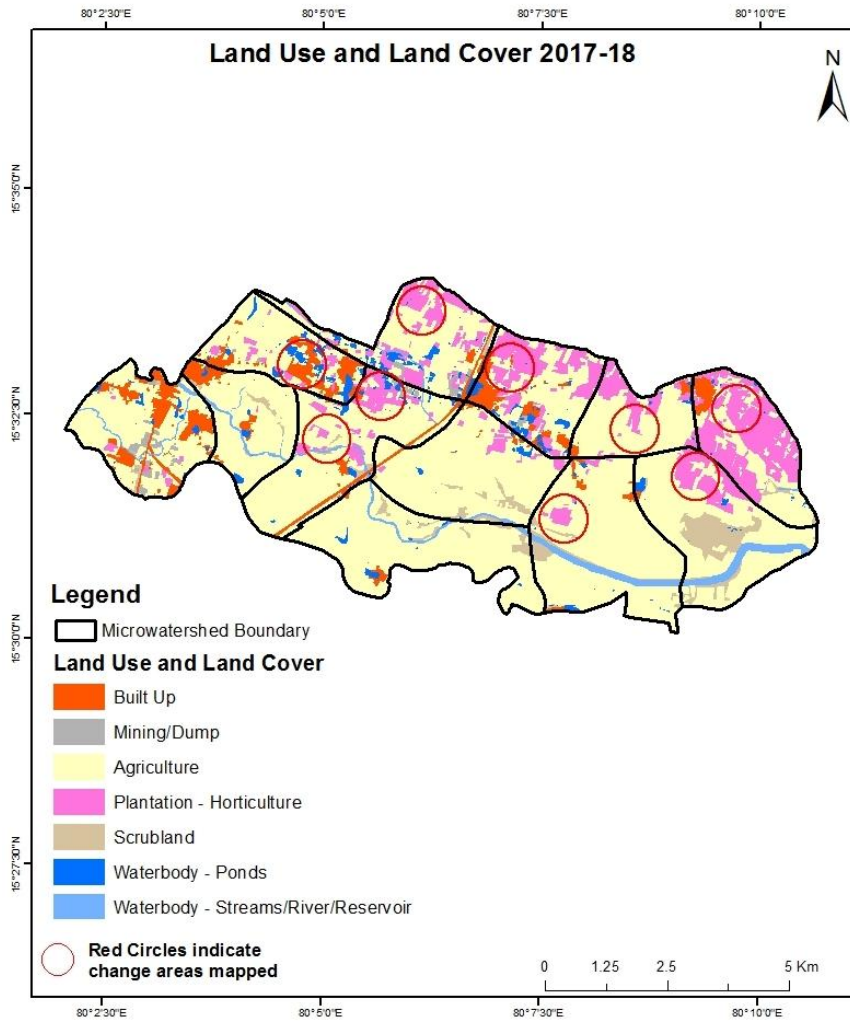 80°2'30"E 80°5'0"E 80°7'30"E 80°10'0"E
Land Use and Land Cover 2017-18
N
15°35'0"N
15°32'30"N
15°30'0"N
15°27'30"N
Legend
Microwatershed Boundary
Land Use and Land Cover
Built Up
Mining/Dump
Agriculture
Plantation - Horticulture
Scrubland
Waterbody - Ponds
Waterbody - Streams/River/Reservoir
Red Circles indicate
change areas mapped
0 1.25 2.5 5 Km
80°2'30"E 80°5'0"E 80°7'30"E 80°10'0"E